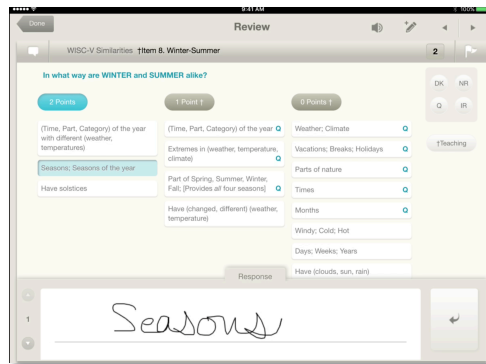 9:41 AM
100%
Done
Review
WISC-V Similarities †Item 8. Winter-Summer
2
In what way are WINTER and SUMMER alike?
DK NR
Q IR
†Teaching
2 Points
(Time, Part, Category) of the year
with different (weather,
temperatures)
Seasons; Seasons of the year
Have solstices
1 Point †
(Time, Part, Category) of the year Q
Extremes in (weather, temperature,
climate) Q
Part of Spring, Summer, Winter,
Fall; [Provides all four seasons] Q
Have (changed, different) (weather,
temperature)
0 Points †
Weather; Climate Q
Vacations; Breaks; Holidays Q
Parts of nature Q
Times Q
Months Q
Windy; Cold; Hot
Days; Weeks; Years
Have (clouds, sun, rain)
Response
1
Seasons